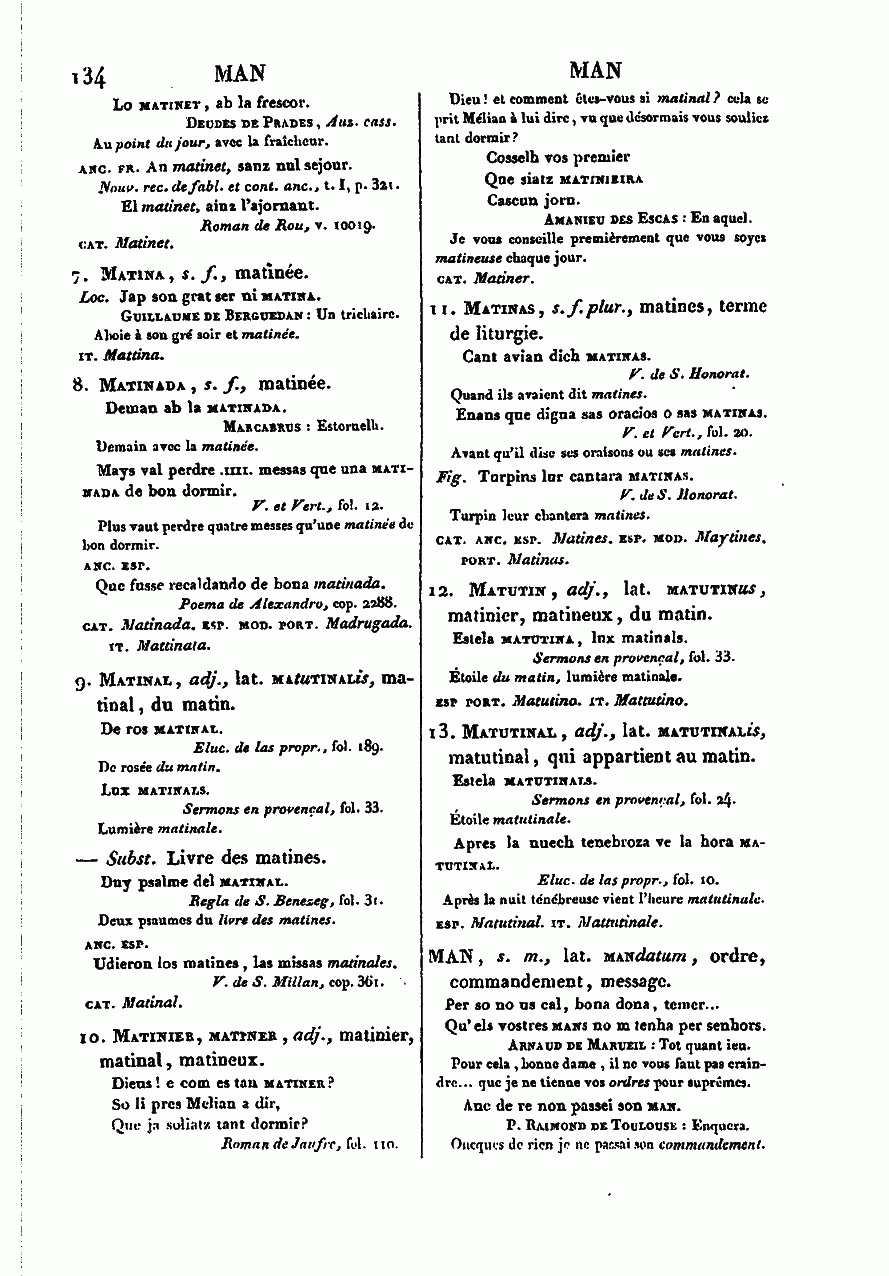 134 MAN MAN
Lo MATINET, ab la frescor.
DEUDES DE PRADES, Aus. cass.
Au point du jour, avec la fraîcheur.
ANC. FR. An matinet, sanz nul sejour.
Nouv. rec. de fabl. et cont. anc., t. I, p. 321.
El matinet, ainz l'ajornant.
Roman de Rou, v. 10019.
CAT. Matinet.
7. MATINA, s. f., matinée.
Loc. Jap son grat ser ni MATINA.
GUILLAUME DE BERGUEDAN : Un trichaire.
Aboie à son gré soir et matinée.
IT. Mattina.
8. MATINADA, s. f., matinée.
Deman ab la MATINADA.
MARCABRUS : Estornelh.
Demain avec la matinée.
Mays val perdre .IIII. messas que una MATI-
NADA de bon dormir.
V. et Vert., fol. 12.
Plus vaut perdre quatre messes qu'une matinée de
bon dormir.
ANC. ESP.
Que fusse recaldando de bona matinada.
Poema de Alexandro, cop. 2288.
CAT. Matinada. ESP. MOD. PORT. Madrugada.
IT. Mattinata.
9. MATINAL, adj., lat. MATUTINALis, ma-
tinal, du matin.
De ros MATINAL.
Eluc. de las propr., fol. 189.
De rosée du matin.
Lux MATINALS.
Sermons en provençal, fol. 33.
Lumière matinale.
— Subst. Livre des matines.
Duy psalme del MATINAL.
Regla de S. Benezeg, fol. 31.
Deux psaumes du livre des matines.
ANC. ESP.
Udieron los matines, las missas matinales.
V. de S. Millan, cop. 361.
CAT. Matinal.
10. MATINIER, MATINER, adj., matinier,
matinal, matineux.
Dieus! e com es tan MATINER?
So li pres Melian a dir,
Que ja soliatz tant dormir?
Roman de Jaufre, fol. 110.
Dieu! et comment êtes-vous si matinal? cela se
prit Mélian à lui dire, vu que désormais vous souliez
tant dormir?
Cosselh vos premier
Que siatz MATINIEIRA
Cascun jorn.
AMANIEU DES ESCAS : En aquel.
Je vous conseille premièrement que vous soyez
matineuse chaque jour.
CAT. Matiner.
11. MATINAS, s. f. plur., matines, terme
de liturgie.
Cant avian dich MATINAS.
V. de S. Honorat.
Quand ils avaient dit matines.
Enans que digua sas oracios o sas MATINAS.
V. et Vert., fol. 20.
Avant qu'il dise ses oraisons ou ses matines.
Fig. Turpins lur cantara MATINAS.
V. de S. Honorat.
Turpin leur chantera matines.
CAT. ANC. ESP. Matines. ESP. MOD. Maytines.
PORT. Matinas.
12. MATUTIN, adj., lat. MATUTINus,
matinier, matineux, du matin.
Estela MATUTINA, lux matinals.
Sermons en provençal, fol. 33.
Étoile du matin, lumière matinale.
ESP PORT. Matutino. IT. Mattutino.
13. MATUTINAL, adj., lat. MATUTINALis,
matutinal, qui appartient au matin.
Estela MATUTINALS.
Sermons en provençal, fol. 24.
Étoile matutinale.
Apres la nuech tenebroza ve la hora MA-
TUTINAL.
Eluc. de las propr., fol. 10.
Après la nuit ténébreuse vient l'heure matutinale.
ESP. Matutinal. IT. Mattutinale.
MAN, s. m., lat. MANdatum, ordre,
commandement, message.
Per so no us cal, bona dona, temer...
Qu'els vostres MANS no m tenha per senhors.
ARNAUD DE MARUEIL : Tot quant ieu.
Pour cela, bonne dame, il ne vous faut pas crain-
dre... que je ne tienne vos ordres pour suprêmes.
Anc de re non passei son MAN.
P. RAIMOND DE TOULOUSE : Enquera.
Oncques de rien je ne passai son commandement.